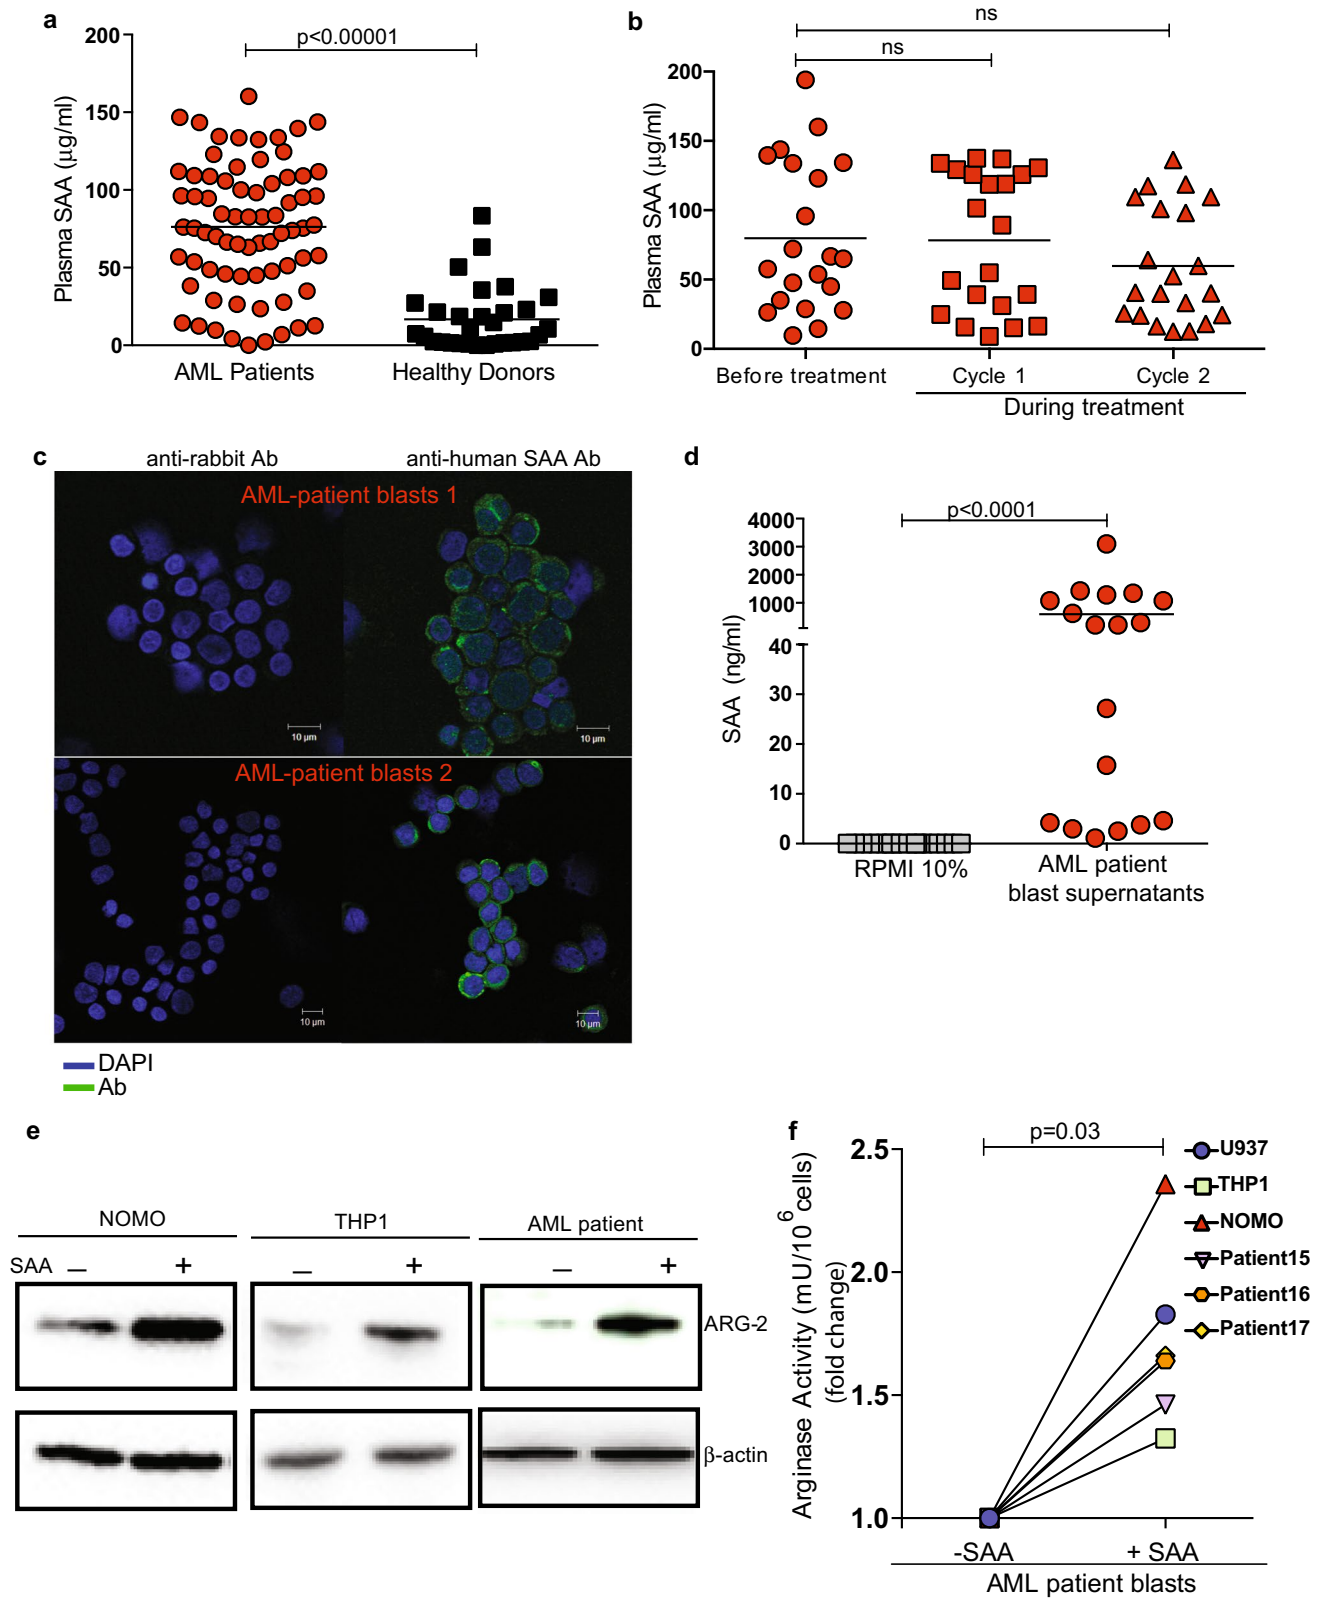 a
p<0.00001
Plasma SAA (µg/ml)
200
150
100
50
0
AML Patients
Healthy Donors
b
ns
ns
Plasma SAA (µg/ml)
200
150
100
50
0
Before treatment
Cycle 1
Cycle 2
During treatment
c
anti-rabbit Ab
anti-human SAA Ab
AML-patient blasts 1
10 µm
10 µm
AML-patient blasts 2
10 µm
10 µm
DAPI
Ab
d
p<0.0001
SAA (ng/ml)
4000
3000
2000
1000
40
30
20
10
0
RPMI 10%
AML patient
blast supernatants
e
NOMO
THP1
AML patient
SAA − + − + − +
ARG-2
β-actin
f
p=0.03
Arginase Activity (mU/10⁶ cells)
(fold change)
2.5
2.0
1.5
1.0
U937
THP1
NOMO
Patient15
Patient16
Patient17
-SAA
+ SAA
AML patient blasts